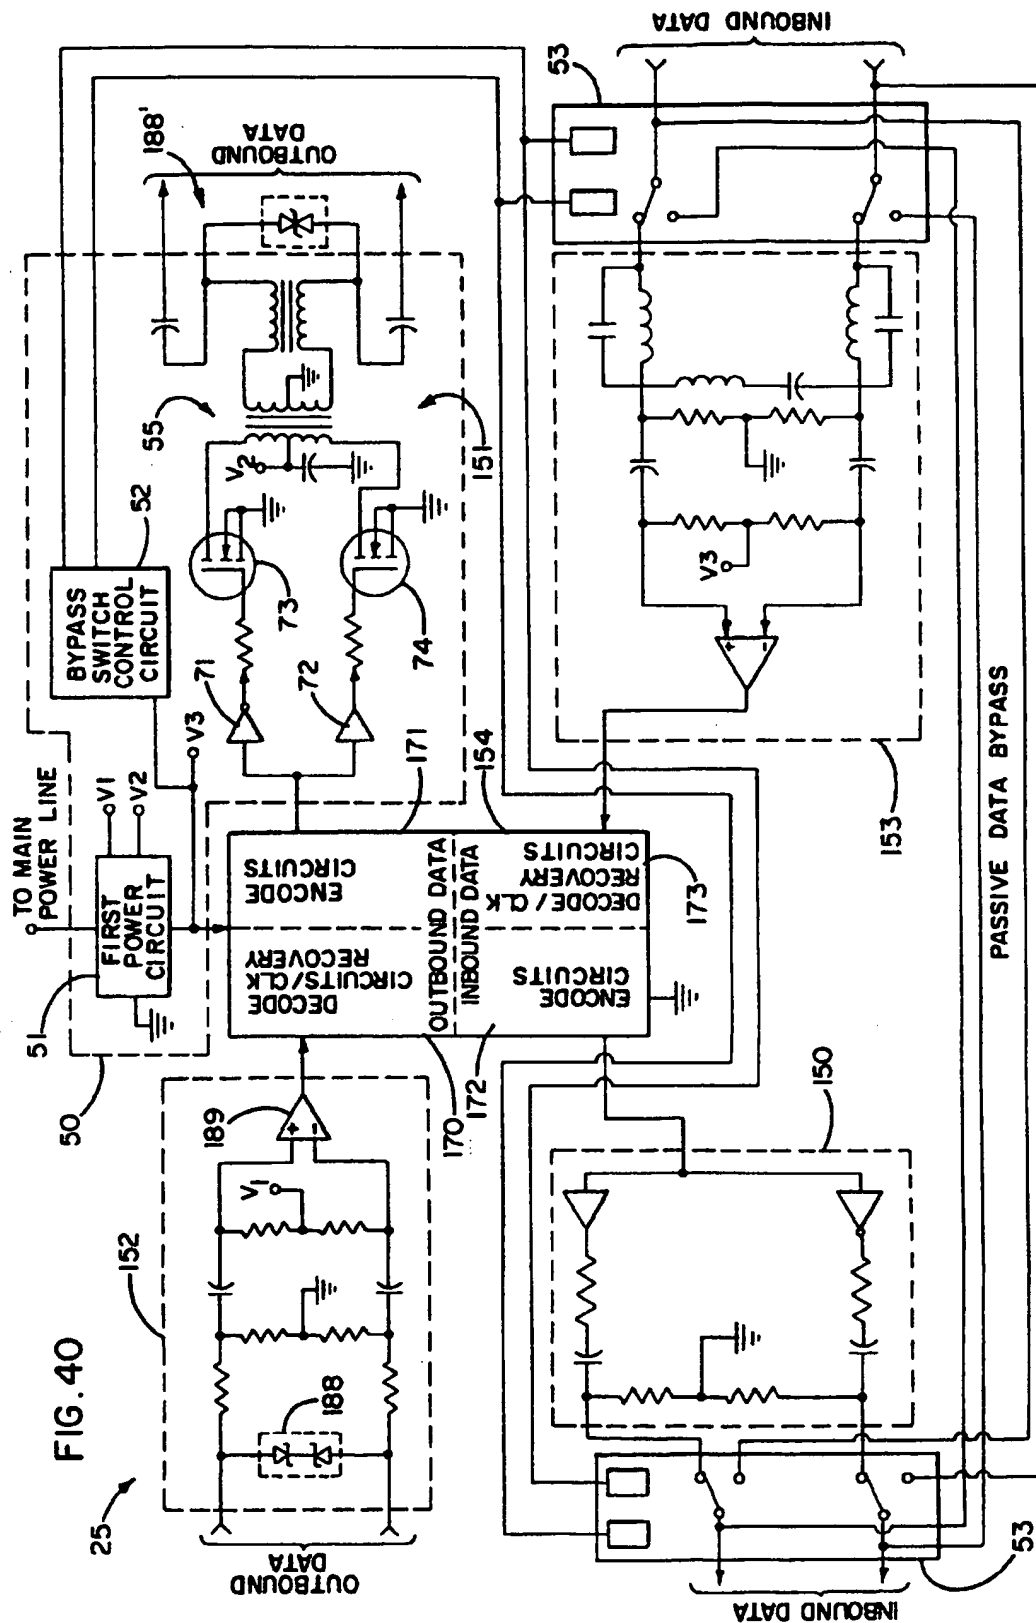 FIG. 40
25
152
188
V1
189
OUTBOUND
DATA
50
51
TO MAIN
POWER LINE
FIRST
POWER
CIRCUIT
V1
V2
V3
BYPASS
SWITCH
CONTROL
CIRCUIT
52
71
72
73
74
V2
55
151
188'
OUTBOUND
DATA
DECODE
CIRCUITS/CLK
RECOVERY
ENCODE
CIRCUITS
OUTBOUND DATA
INBOUND DATA
ENCODE
CIRCUITS
DECODE/CLK
RECOVERY
CIRCUITS
170
172
171
154
173
150
53
INBOUND DATA
V3
153
53
INBOUND DATA
PASSIVE DATA BYPASS